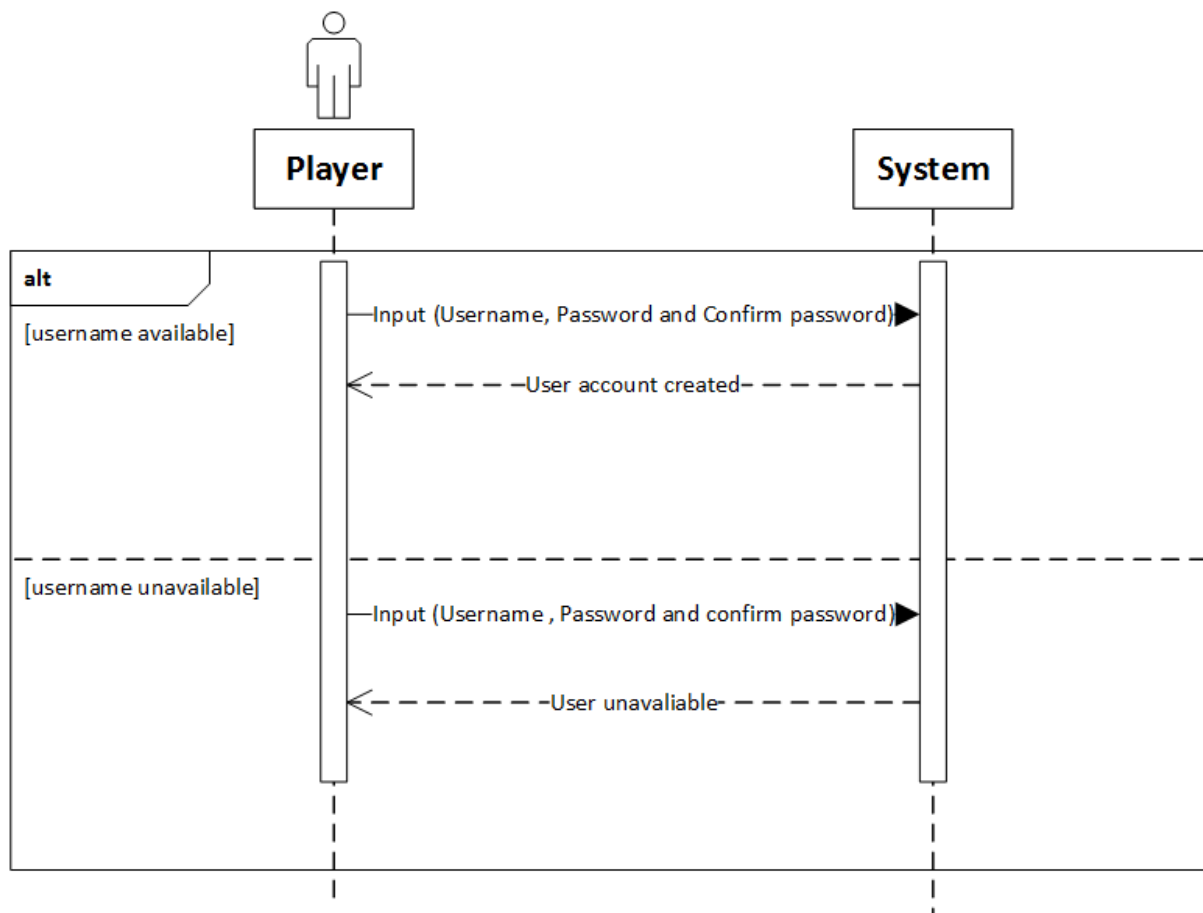 Player
System
alt
Input (Username, Password and Confirm password)
[username available]
User account created
[username unavailable]
Input (Username , Password and confirm password)
User unavaliable